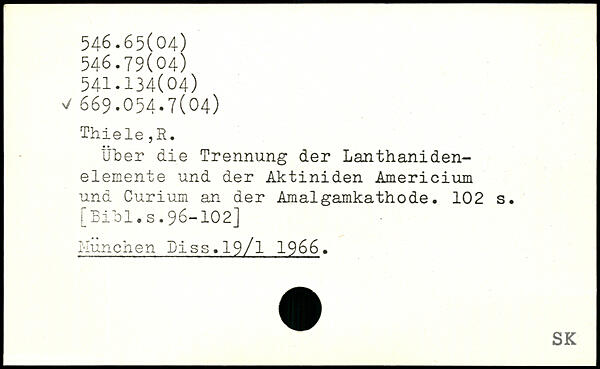 546.65(04)
546.79(04)
541.134(04)
✓ 669.054.7(04)
Thiele,R.
Über die Trennung der Lanthaniden-
elemente und der Aktiniden Americium
und Curium an der Amalgamkathode. 102 s.
[Bibl.s.96-102]
München Diss.19/1 1966.
SK